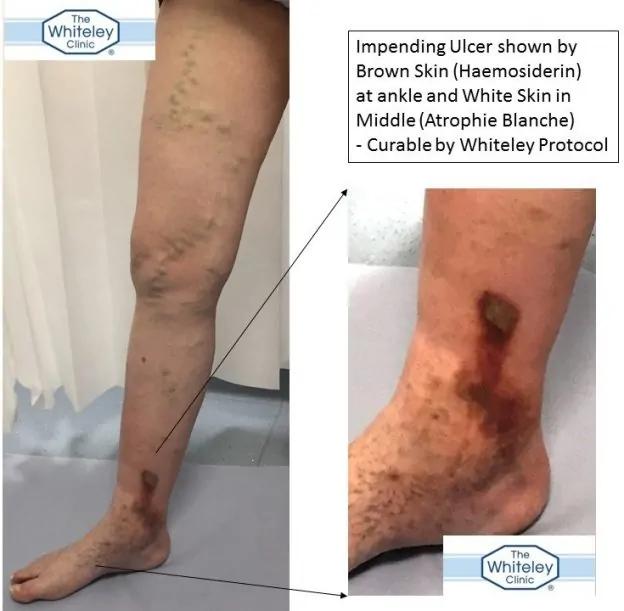 The
Whiteley
Clinic
®
Impending Ulcer shown by
Brown Skin (Haemosiderin)
at ankle and White Skin in
Middle (Atrophie Blanche)
- Curable by Whiteley Protocol
The
Whiteley
Clinic
®